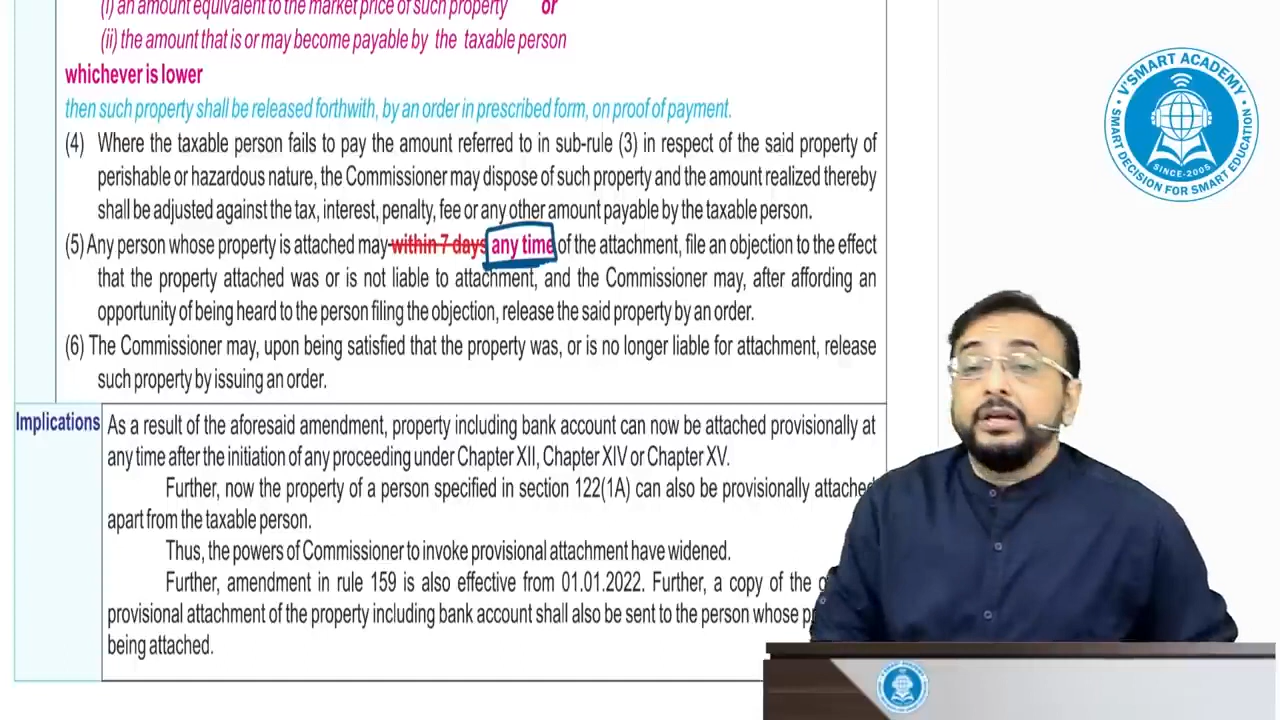 (i) an amount equivalent to the market price of such property or
(ii) the amount that is or may become payable by the taxable person
whichever is lower
then such property shall be released forthwith, by an order in prescribed form, on proof of payment.
(4) Where the taxable person fails to pay the amount referred to in sub-rule (3) in respect of the said property of
perishable or hazardous nature, the Commissioner may dispose of such property and the amount realized thereby
shall be adjusted against the tax, interest, penalty, fee or any other amount payable by the taxable person.
(5) Any person whose property is attached may within 7 days any time of the attachment, file an objection to the effect
that the property attached was or is not liable to attachment, and the Commissioner may, after affording an
opportunity of being heard to the person filing the objection, release the said property by an order.
(6) The Commissioner may, upon being satisfied that the property was, or is no longer liable for attachment, release
such property by issuing an order.
Implications
As a result of the aforesaid amendment, property including bank account can now be attached provisionally at
any time after the initiation of any proceeding under Chapter XII, Chapter XIV or Chapter XV.
Further, now the property of a person specified in section 122(1A) can also be provisionally attached
apart from the taxable person.
Thus, the powers of Commissioner to invoke provisional attachment have widened.
Further, amendment in rule 159 is also effective from 01.01.2022. Further, a copy of the
provisional attachment of the property including bank account shall also be sent to the person whose
being attached.
V'SMART ACADEMY
SINCE-2005
SMART DECISION FOR SMART EDUCATION